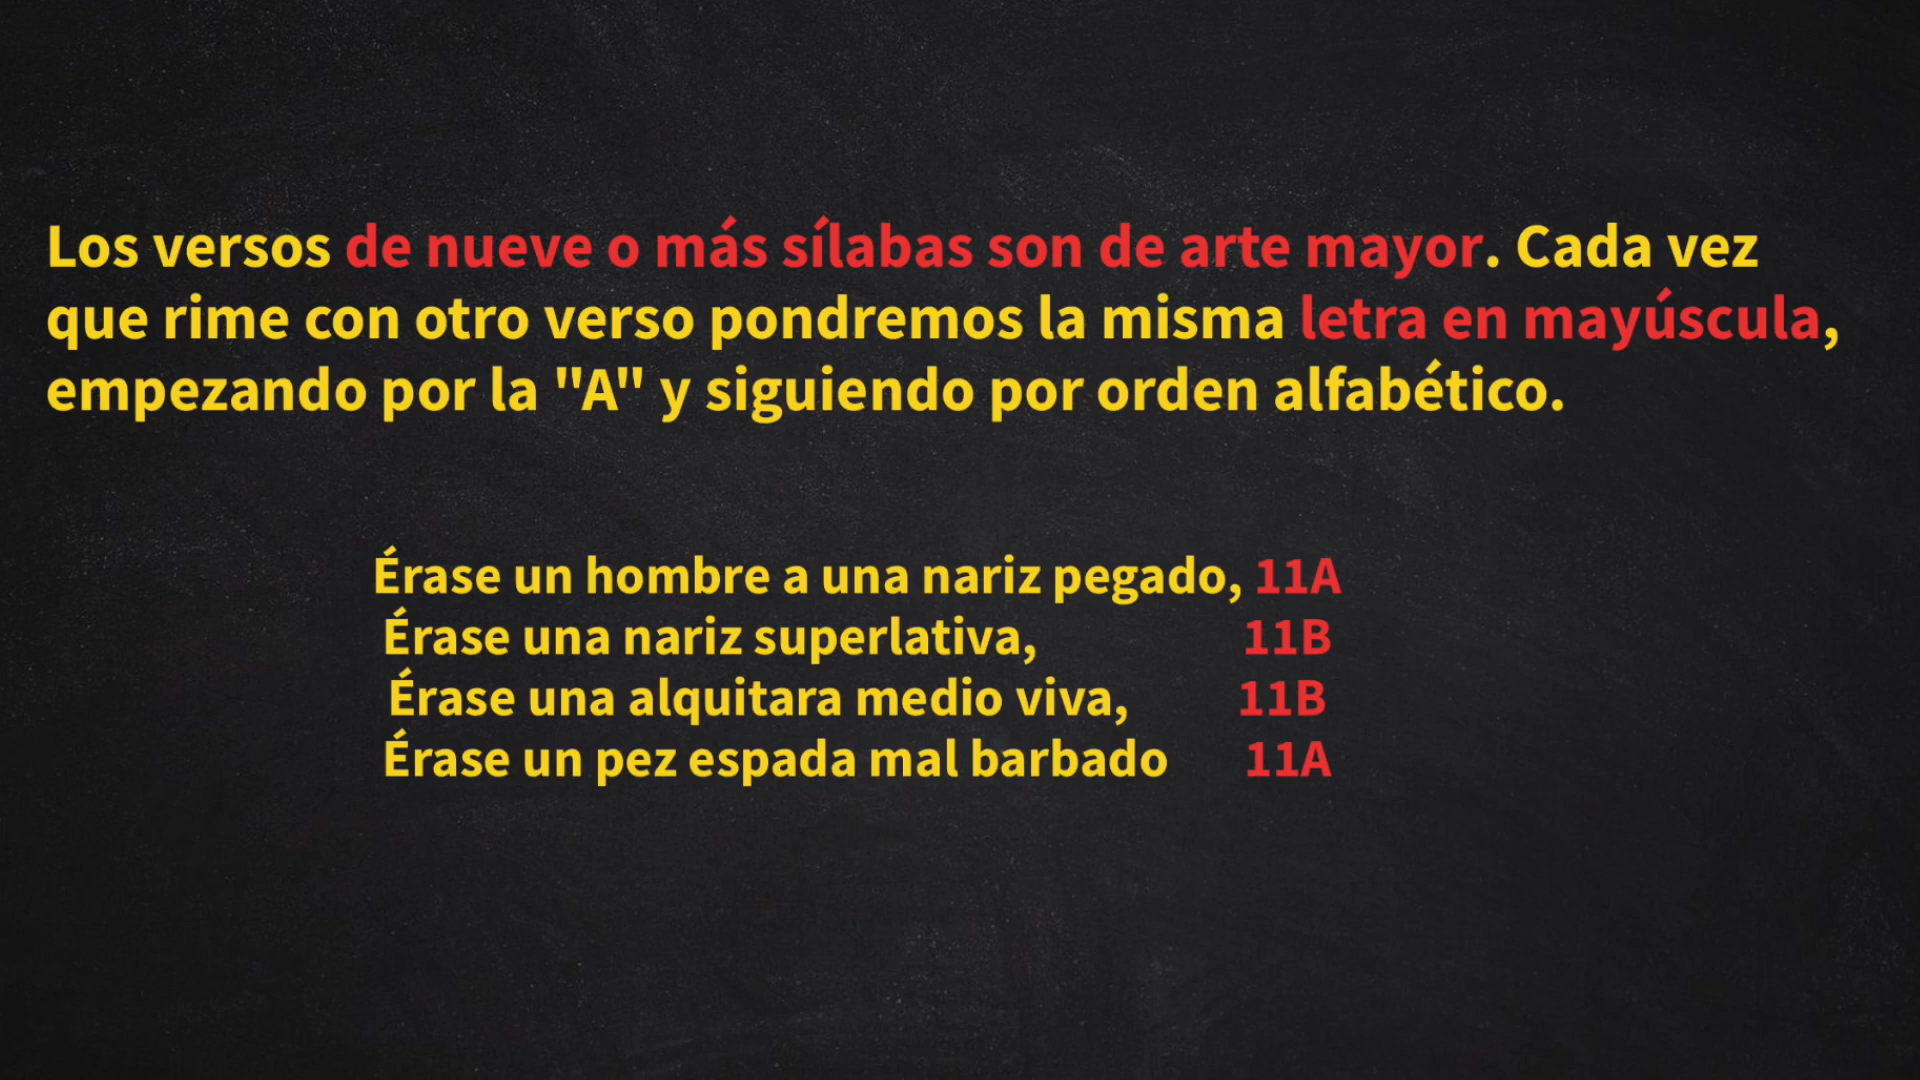 Los versos de nueve o más sílabas son de arte mayor. Cada vez
que rime con otro verso pondremos la misma letra en mayúscula,
empezando por la "A" y siguiendo por orden alfabético.
Érase un hombre a una nariz pegado, 11A
Érase una nariz superlativa, 11B
Érase una alquitara medio viva, 11B
Érase un pez espada mal barbado 11A